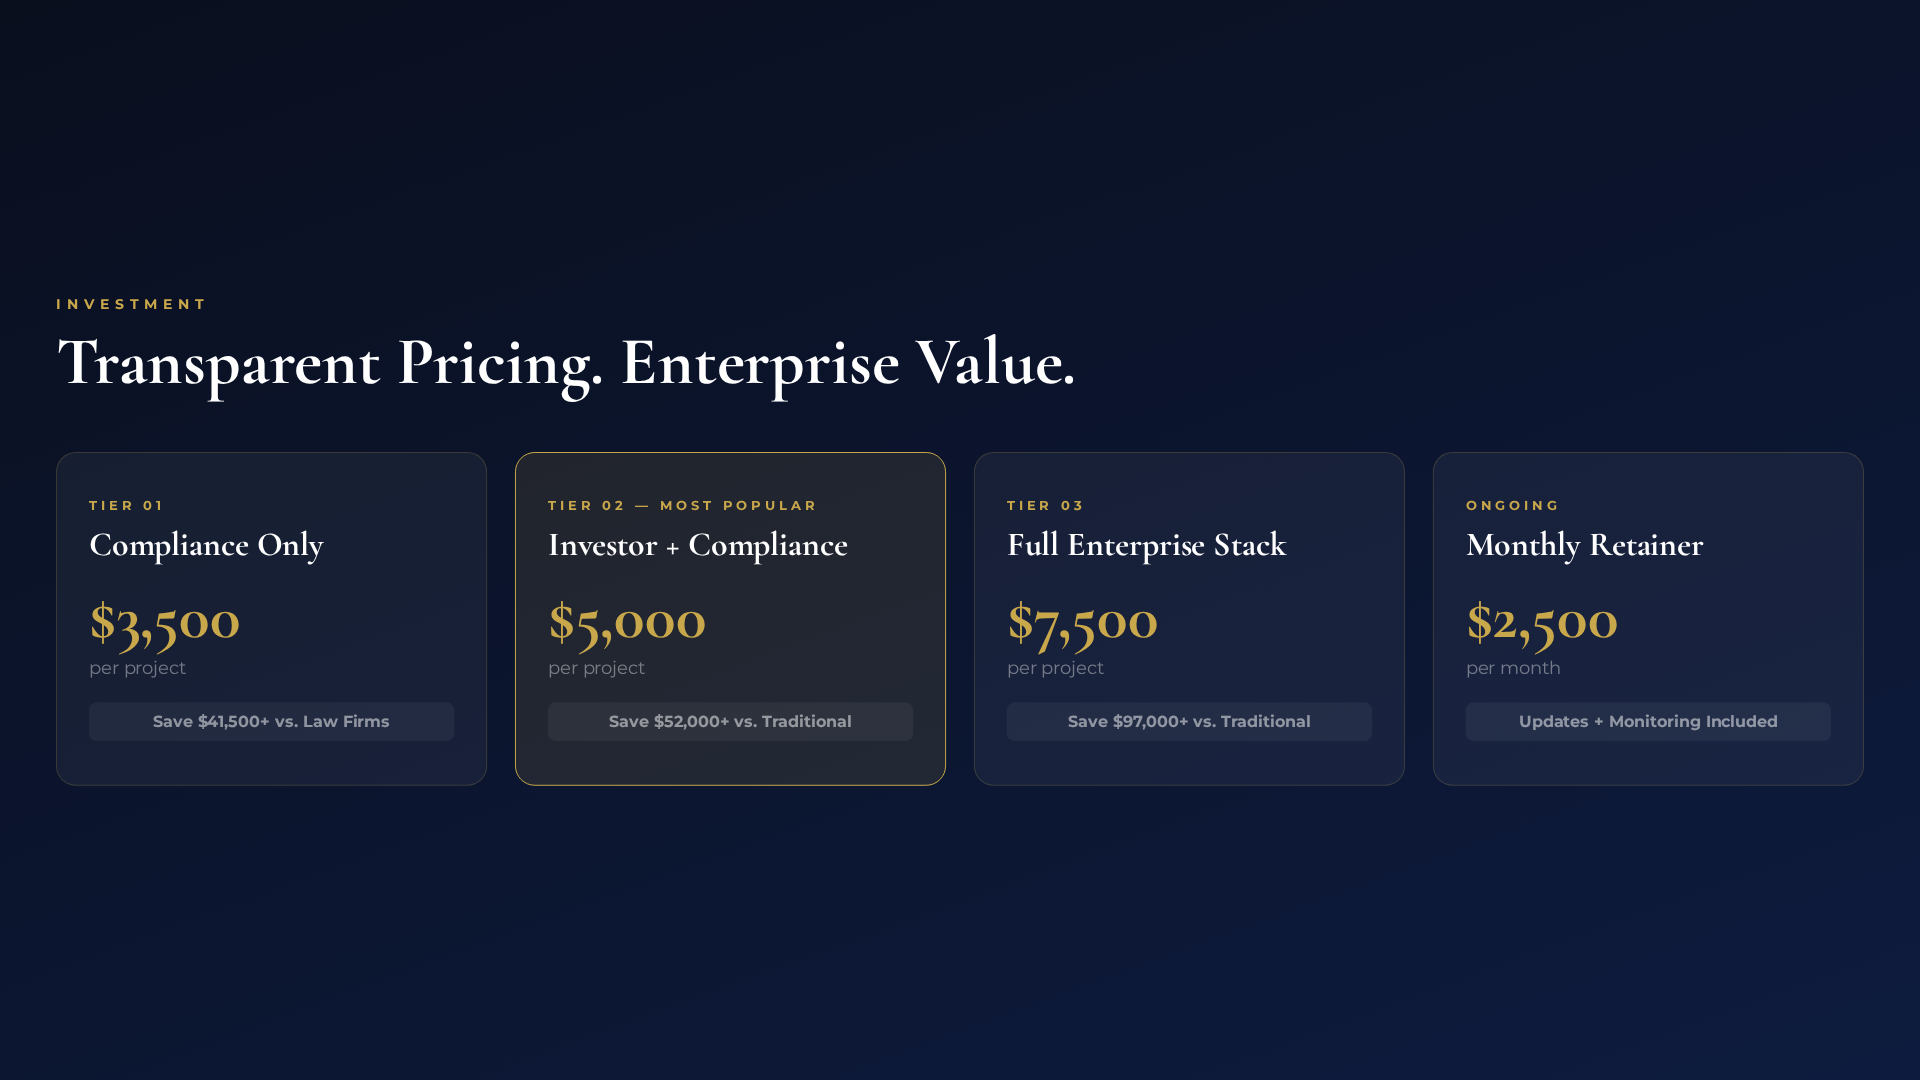 INVESTMENT
Transparent Pricing. Enterprise Value.
TIER 01
Compliance Only
$3,500
per project
Save $41,500+ vs. Law Firms
TIER 02 — MOST POPULAR
Investor + Compliance
$5,000
per project
Save $52,000+ vs. Traditional
TIER 03
Full Enterprise Stack
$7,500
per project
Save $97,000+ vs. Traditional
ONGOING
Monthly Retainer
$2,500
per month
Updates + Monitoring Included